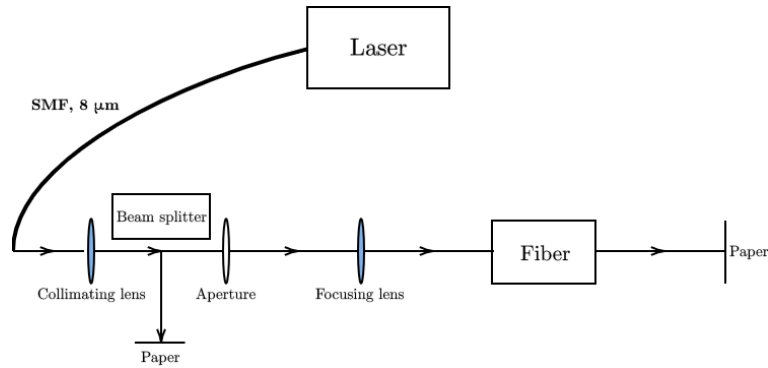 Laser
SMF, 8 μm
Beam splitter
Collimating lens
Aperture
Focusing lens
Fiber
Paper
Paper